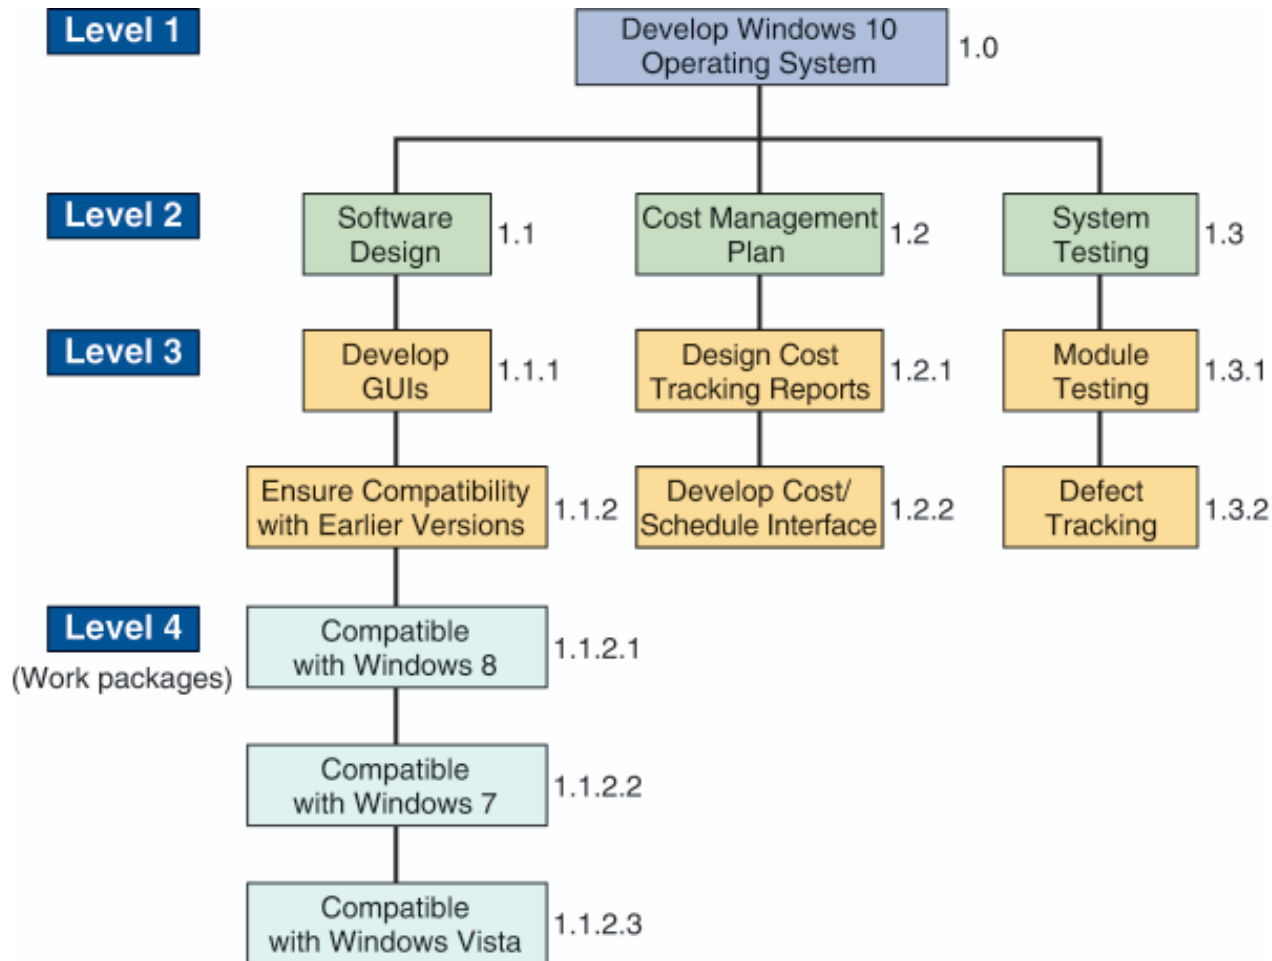 Level 1
Develop Windows 10
Operating System
1.0
Level 2
Software
Design
1.1
Cost Management
Plan
1.2
System
Testing
1.3
Level 3
Develop
GUIs
1.1.1
Design Cost
Tracking Reports
1.2.1
Module
Testing
1.3.1
Ensure Compatibility
with Earlier Versions
1.1.2
Develop Cost/
Schedule Interface
1.2.2
Defect
Tracking
1.3.2
Level 4
(Work packages)
Compatible
with Windows 8
1.1.2.1
Compatible
with Windows 7
1.1.2.2
Compatible
with Windows Vista
1.1.2.3